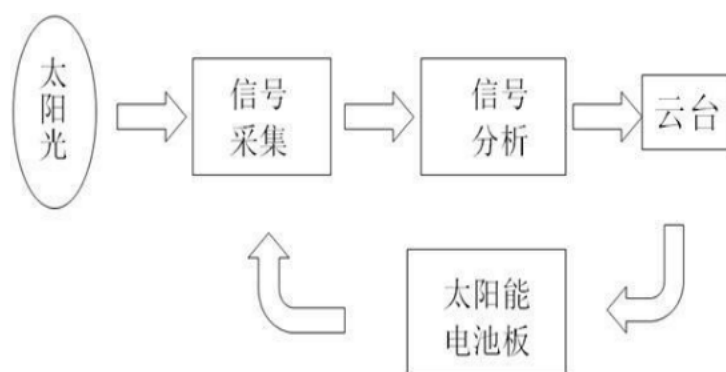 太
阳
光
信号
采集
信号
分析
云台
太阳能
电池板